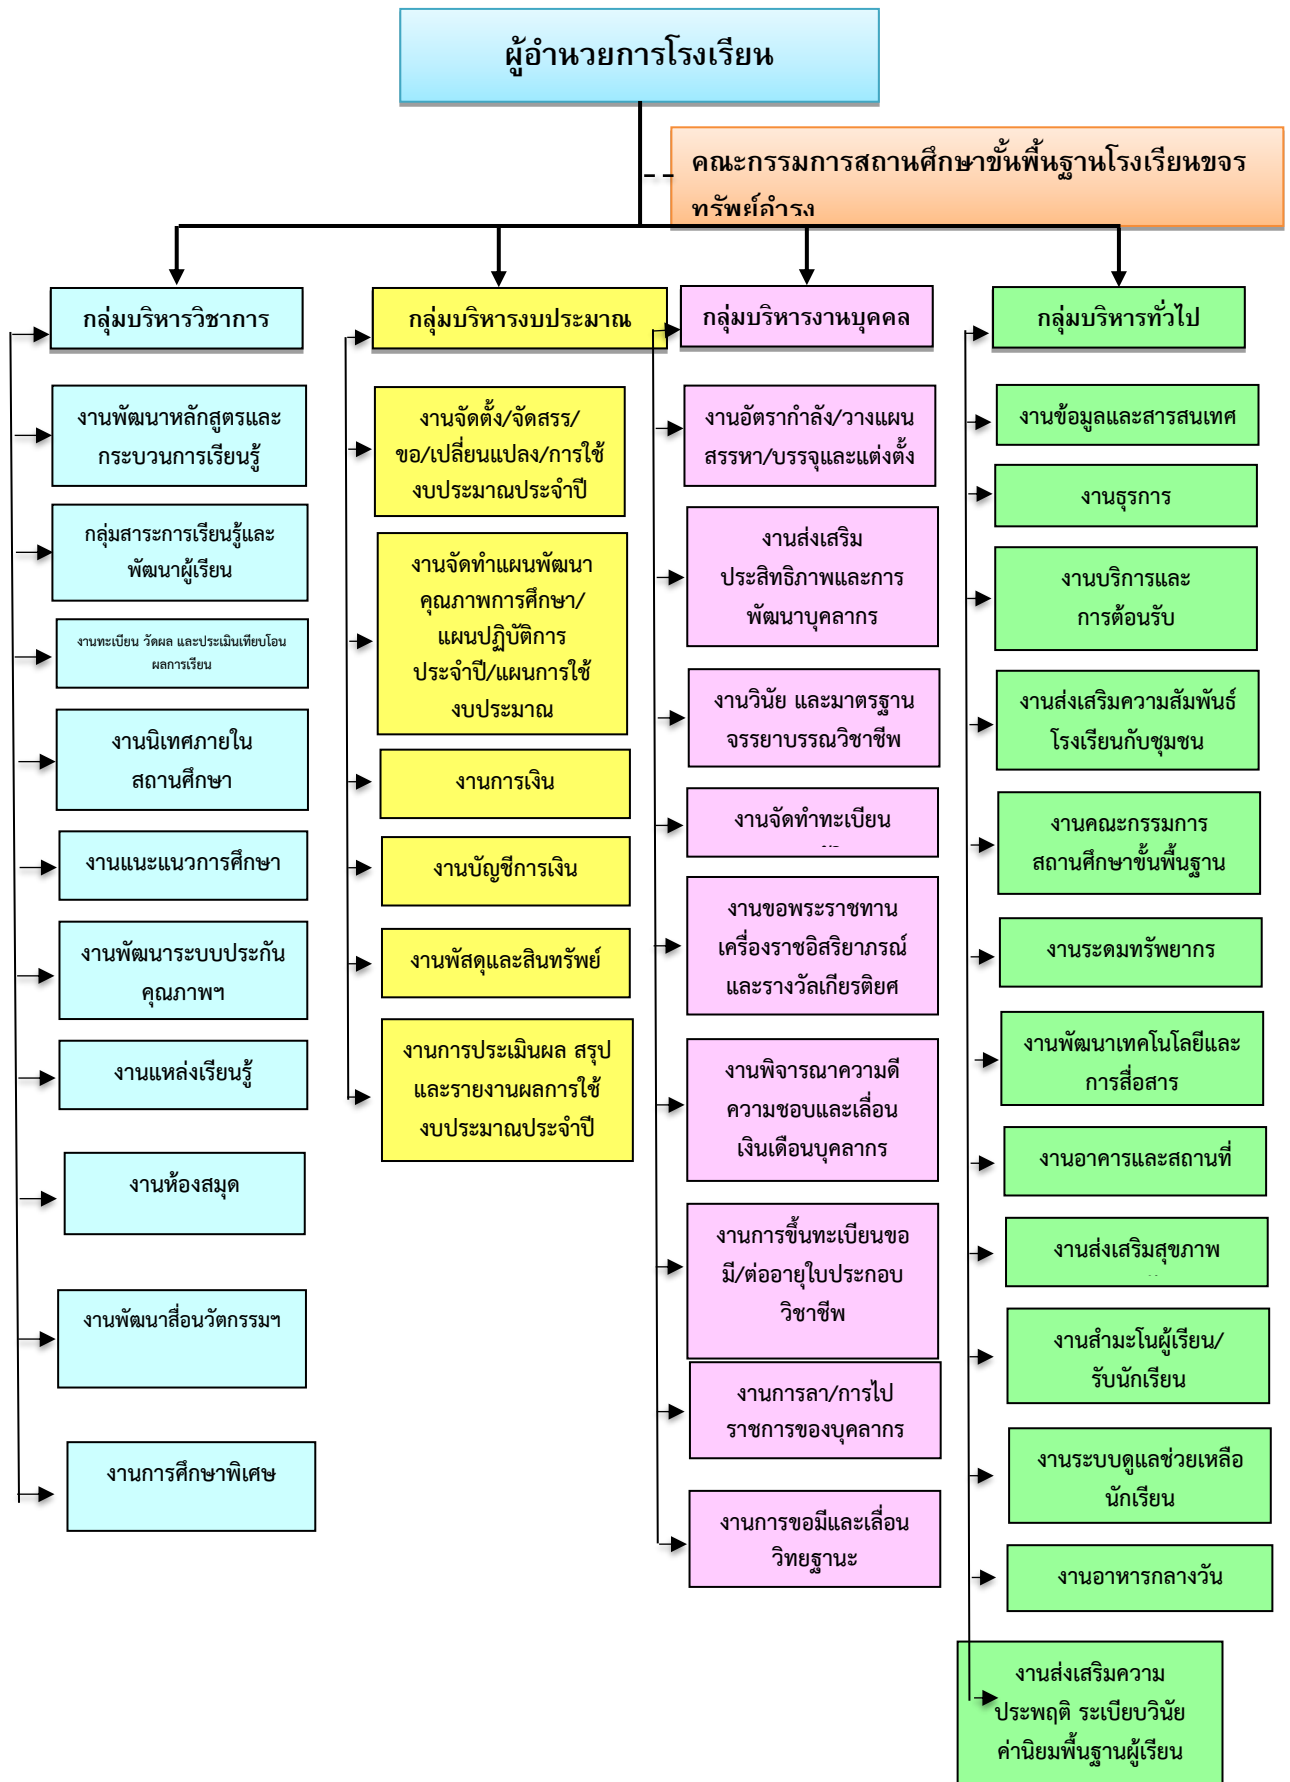 ผู้อำนวยการโรงเรียน
คณะกรรมการสถานศึกษาขั้นพื้นฐานโรงเรียนขจร
ทรัพย์อำรุง
กลุ่มบริหารวิชาการ
งานพัฒนาหลักสูตรและ
กระบวนการเรียนรู้
กลุ่มสาระการเรียนรู้และ
พัฒนาผู้เรียน
งานทะเบียน วัดผล และประเมินเทียบโอน
ผลการเรียน
งานนิเทศภายใน
สถานศึกษา
งานแนะแนวการศึกษา
งานพัฒนาระบบประกัน
คุณภาพฯ
งานแหล่งเรียนรู้
งานห้องสมุด
งานพัฒนาสื่อนวัตกรรมฯ
งานการศึกษาพิเศษ
กลุ่มบริหารงบประมาณ
งานจัดตั้ง/จัดสรร/
ขอ/เปลี่ยนแปลง/การใช้
งบประมาณประจำปี
งานจัดทำแผนพัฒนา
คุณภาพการศึกษา/
แผนปฏิบัติการ
ประจำปี/แผนการใช้
งบประมาณ
งานการเงิน
งานบัญชีการเงิน
งานพัสดุและสินทรัพย์
งานการประเมินผล สรุป
และรายงานผลการใช้
งบประมาณประจำปี
กลุ่มบริหารงานบุคคล
งานอัตรากำลัง/วางแผน
สรรหา/บรรจุและแต่งตั้ง
งานส่งเสริม
ประสิทธิภาพและการ
พัฒนาบุคลากร
งานวินัย และมาตรฐาน
จรรยาบรรณวิชาชีพ
งานจัดทำทะเบียน
งานขอพระราชทาน
เครื่องราชอิสริยาภรณ์
และรางวัลเกียรติยศ
งานพิจารณาความดี
ความชอบและเลื่อน
เงินเดือนบุคลากร
งานการขึ้นทะเบียนขอ
มี/ต่ออายุใบประกอบ
วิชาชีพ
งานการลา/การไป
ราชการของบุคลากร
งานการขอมีและเลื่อน
วิทยฐานะ
กลุ่มบริหารทั่วไป
งานข้อมูลและสารสนเทศ
งานธุรการ
งานบริการและ
การต้อนรับ
งานส่งเสริมความสัมพันธ์
โรงเรียนกับชุมชน
งานคณะกรรมการ
สถานศึกษาขั้นพื้นฐาน
งานระดมทรัพยากร
งานพัฒนาเทคโนโลยีและ
การสื่อสาร
งานอาคารและสถานที่
งานส่งเสริมสุขภาพ
งานสำมะโนผู้เรียน/
รับนักเรียน
งานระบบดูแลช่วยเหลือ
นักเรียน
งานอาหารกลางวัน
งานส่งเสริมความ
ประพฤติ ระเบียบวินัย
ค่านิยมพื้นฐานผู้เรียน